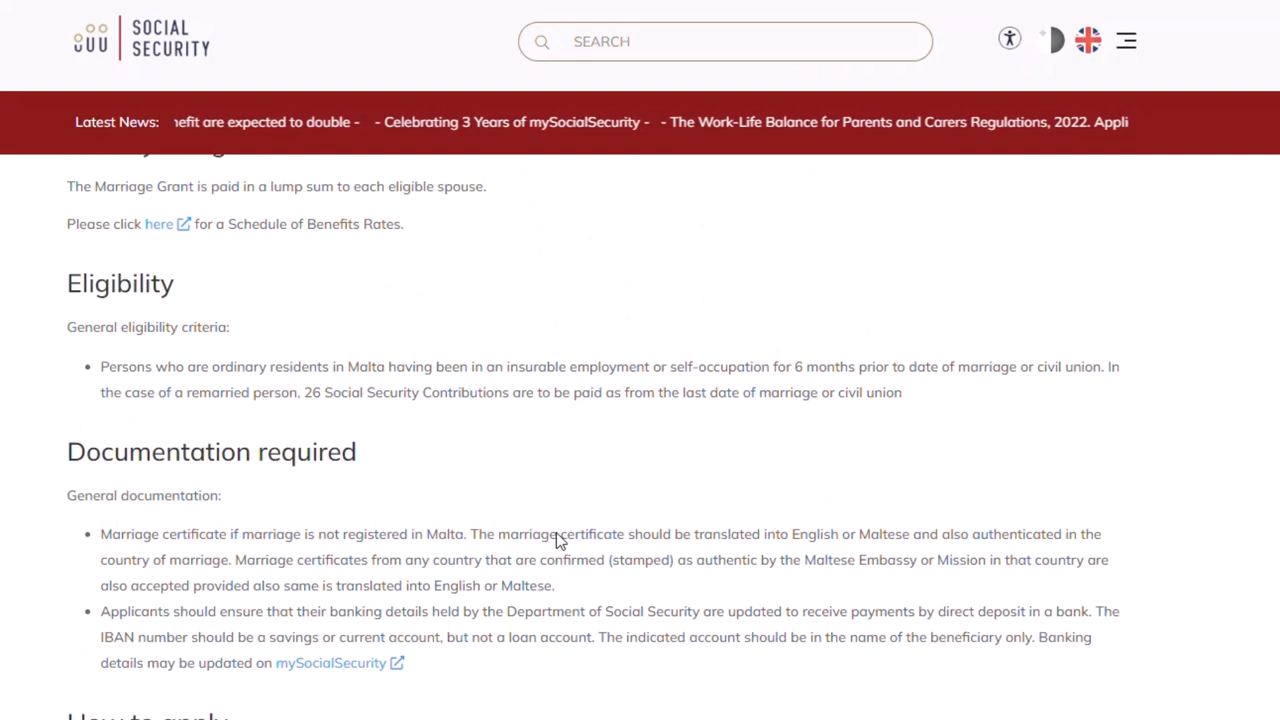 SOCIAL
SECURITY
SEARCH
Latest News: nefit are expected to double - - Celebrating 3 Years of mySocialSecurity - - The Work-Life Balance for Parents and Carers Regulations, 2022. Appli
The Marriage Grant is paid in a lump sum to each eligible spouse.
Please click here for a Schedule of Benefits Rates.
Eligibility
General eligibility criteria:
• Persons who are ordinary residents in Malta having been in an insurable employment or self-occupation for 6 months prior to date of marriage or civil union. In
the case of a remarried person, 26 Social Security Contributions are to be paid as from the last date of marriage or civil union
Documentation required
General documentation:
• Marriage certificate if marriage is not registered in Malta. The marriage certificate should be translated into English or Maltese and also authenticated in the
country of marriage. Marriage certificates from any country that are confirmed (stamped) as authentic by the Maltese Embassy or Mission in that country are
also accepted provided also same is translated into English or Maltese.
• Applicants should ensure that their banking details held by the Department of Social Security are updated to receive payments by direct deposit in a bank. The
IBAN number should be a savings or current account, but not a loan account. The indicated account should be in the name of the beneficiary only. Banking
details may be updated on mySocialSecurity
How to apply